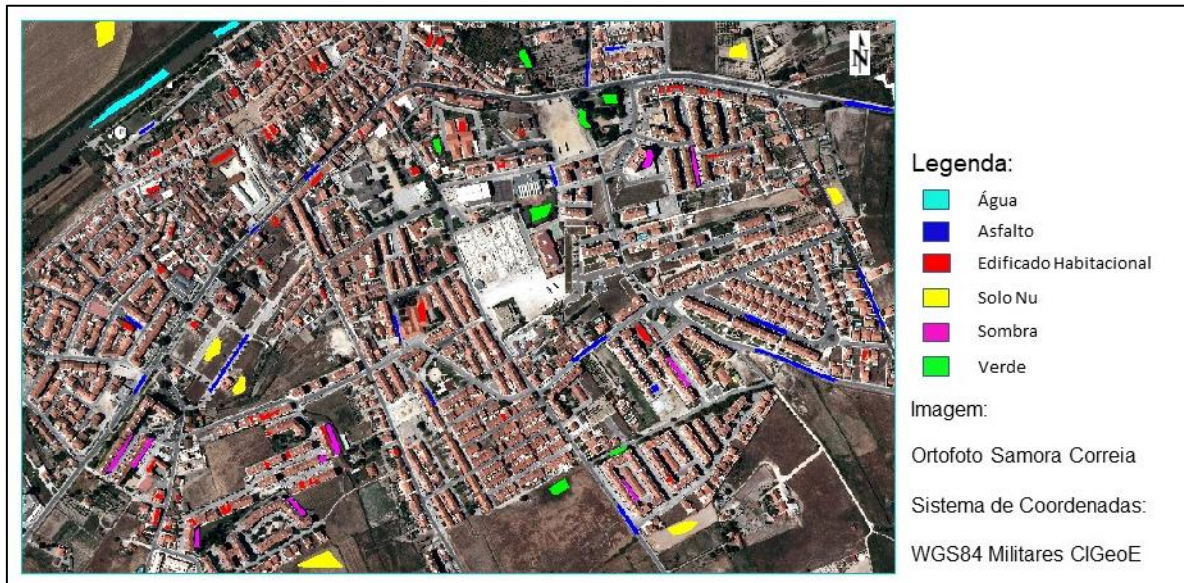 N
Legenda:
Água
Asfalto
Edificado Habitacional
Solo Nu
Sombra
Verde
Imagem:
Ortofoto Samora Correia
Sistema de Coordenadas:
WGS84 Militares CIGeoE